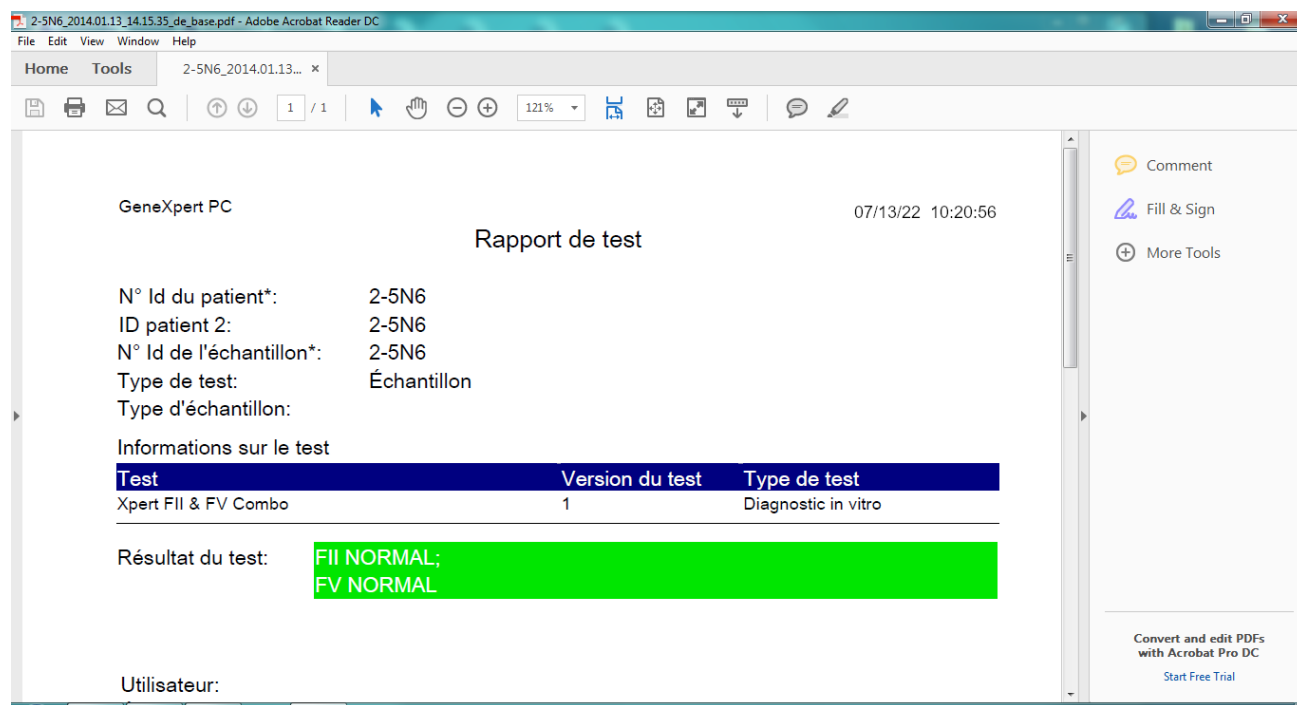 2-5N6_2014.01.13_14.15.35_de_base.pdf - Adobe Acrobat Reader DC
File Edit View Window Help
Home Tools 2-5N6_2014.01.13... ×
1 / 1 121%
GeneXpert PC 07/13/22 10:20:56
Rapport de test
N° Id du patient*: 2-5N6
ID patient 2: 2-5N6
N° Id de l'échantillon*: 2-5N6
Type de test: Échantillon
Type d'échantillon:
Informations sur le test
Test Version du test Type de test
Xpert FII & FV Combo 1 Diagnostic in vitro
Résultat du test: FII NORMAL;
FV NORMAL
Utilisateur:
Comment
Fill & Sign
More Tools
Convert and edit PDFs
with Acrobat Pro DC
Start Free Trial